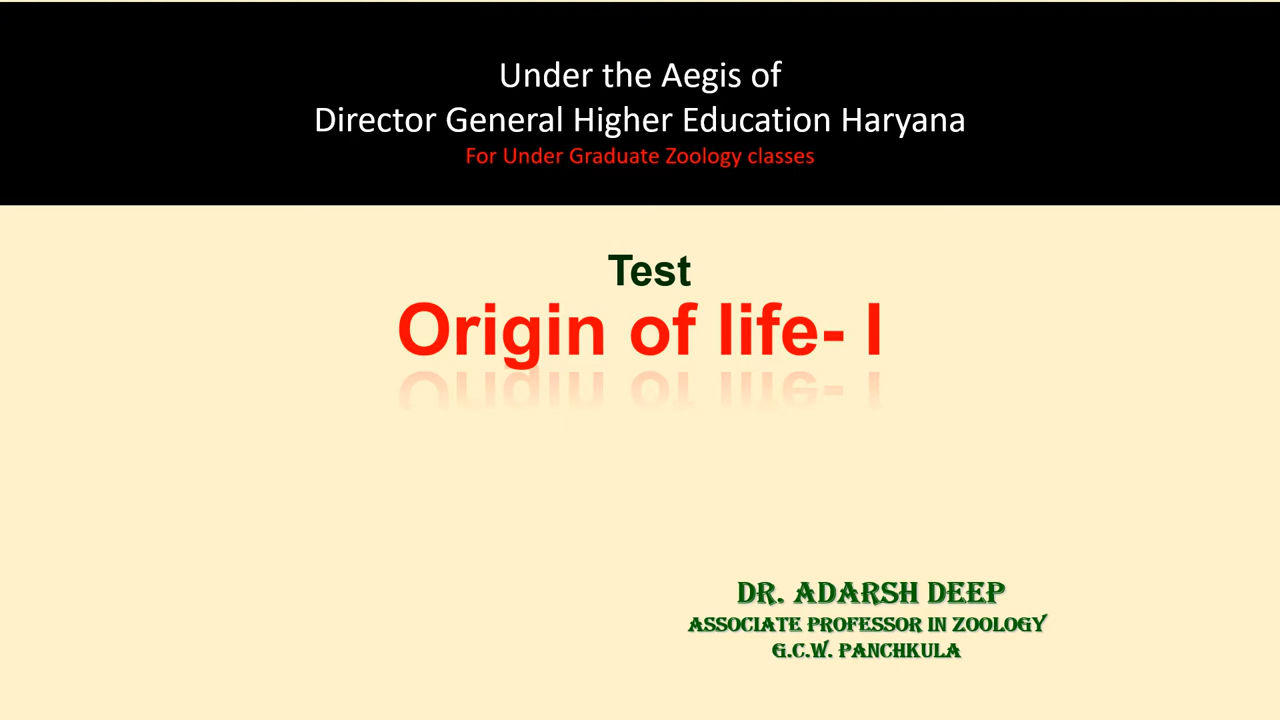 Under the Aegis of
Director General Higher Education Haryana
For Under Graduate Zoology classes
Test
Origin of life- I
DR. ADARSH DEEP
ASSOCIATE PROFESSOR IN ZOOLOGY
G.C.W. PANCHKULA